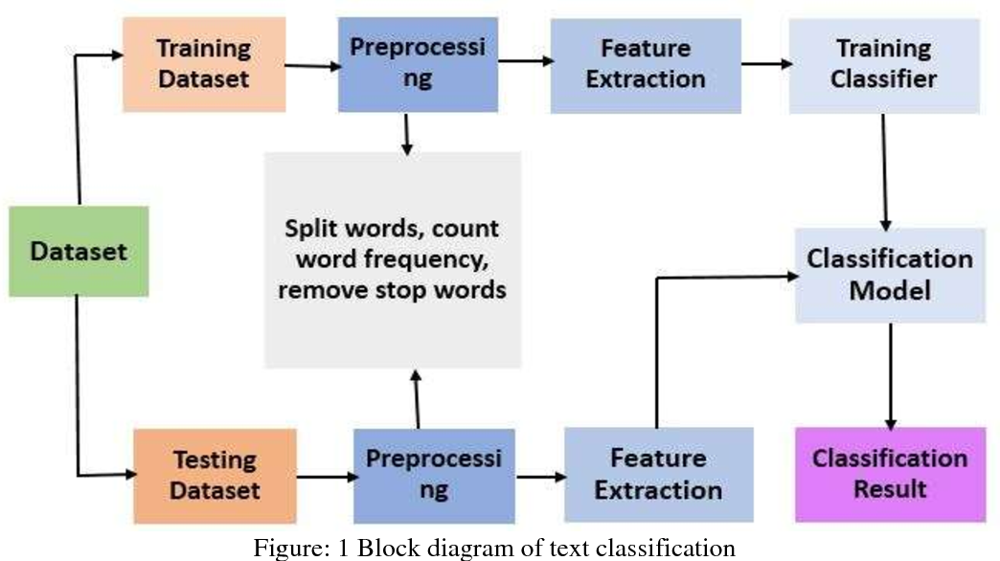 Training
Dataset
Preprocessi
ng
Feature
Extraction
Training
Classifier
Dataset
Split words, count
word frequency,
remove stop words
Classification
Model
Testing
Dataset
Preprocessi
ng
Feature
Extraction
Classification
Result
Figure: 1 Block diagram of text classification